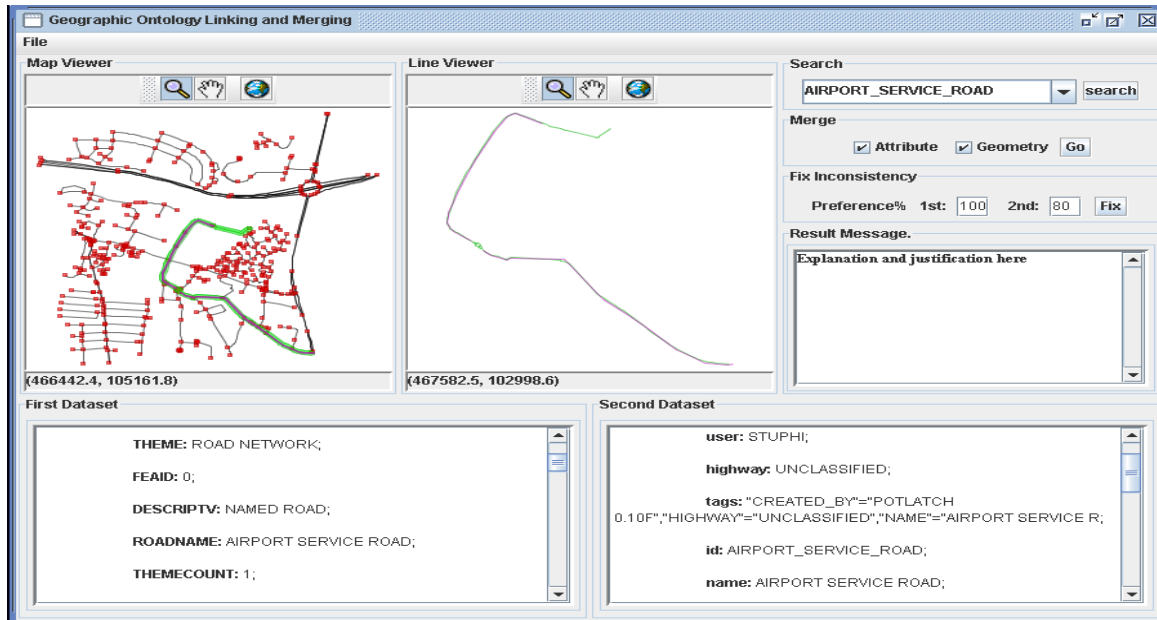 Geographic Ontology Linking and Merging
File
Map Viewer
(466442.4, 105161.8)
Line Viewer
(467582.5, 102998.6)
Search
AIRPORT_SERVICE_ROAD search
Merge
Attribute Geometry Go
Fix Inconsistency
Preference% 1st: 100 2nd: 80 Fix
Result Message.
Explanation and justification here
First Dataset
THEME: ROAD NETWORK;
FEAID: 0;
DESCRIPTV: NAMED ROAD;
ROADNAME: AIRPORT SERVICE ROAD;
THEMECOUNT: 1;
Second Dataset
user: STUPHI;
highway: UNCLASSIFIED;
tags: "CREATED_BY"="POTLATCH
0.10F","HIGHWAY"="UNCLASSIFIED","NAME"="AIRPORT SERVICE R;
id: AIRPORT_SERVICE_ROAD;
name: AIRPORT SERVICE ROAD;